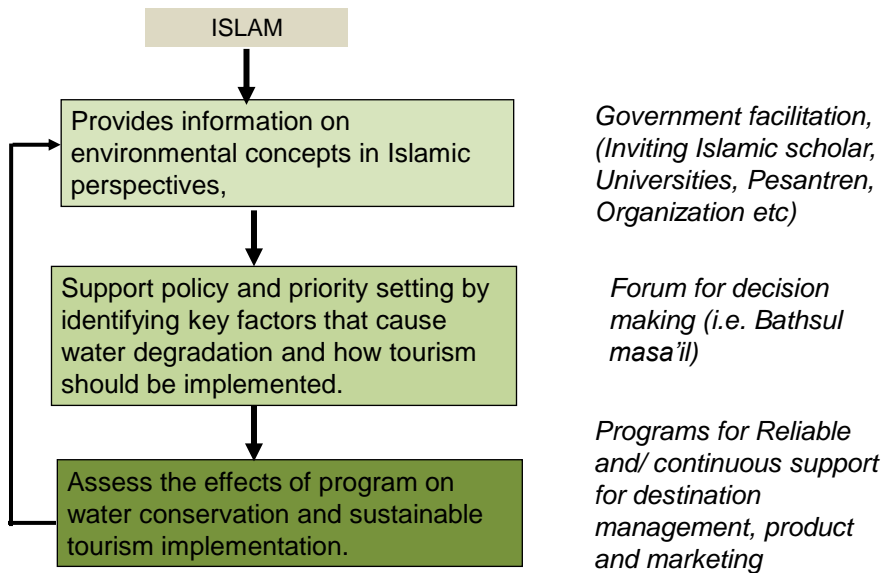 ISLAM
Provides information on
environmental concepts in Islamic
perspectives,
Government facilitation,
(Inviting Islamic scholar,
Universities, Pesantren,
Organization etc)
Support policy and priority setting by
identifying key factors that cause
water degradation and how tourism
should be implemented.
Forum for decision
making (i.e. Bathsul
masa’il)
Assess the effects of program on
water conservation and sustainable
tourism implementation.
Programs for Reliable
and/ continuous support
for destination
management, product
and marketing